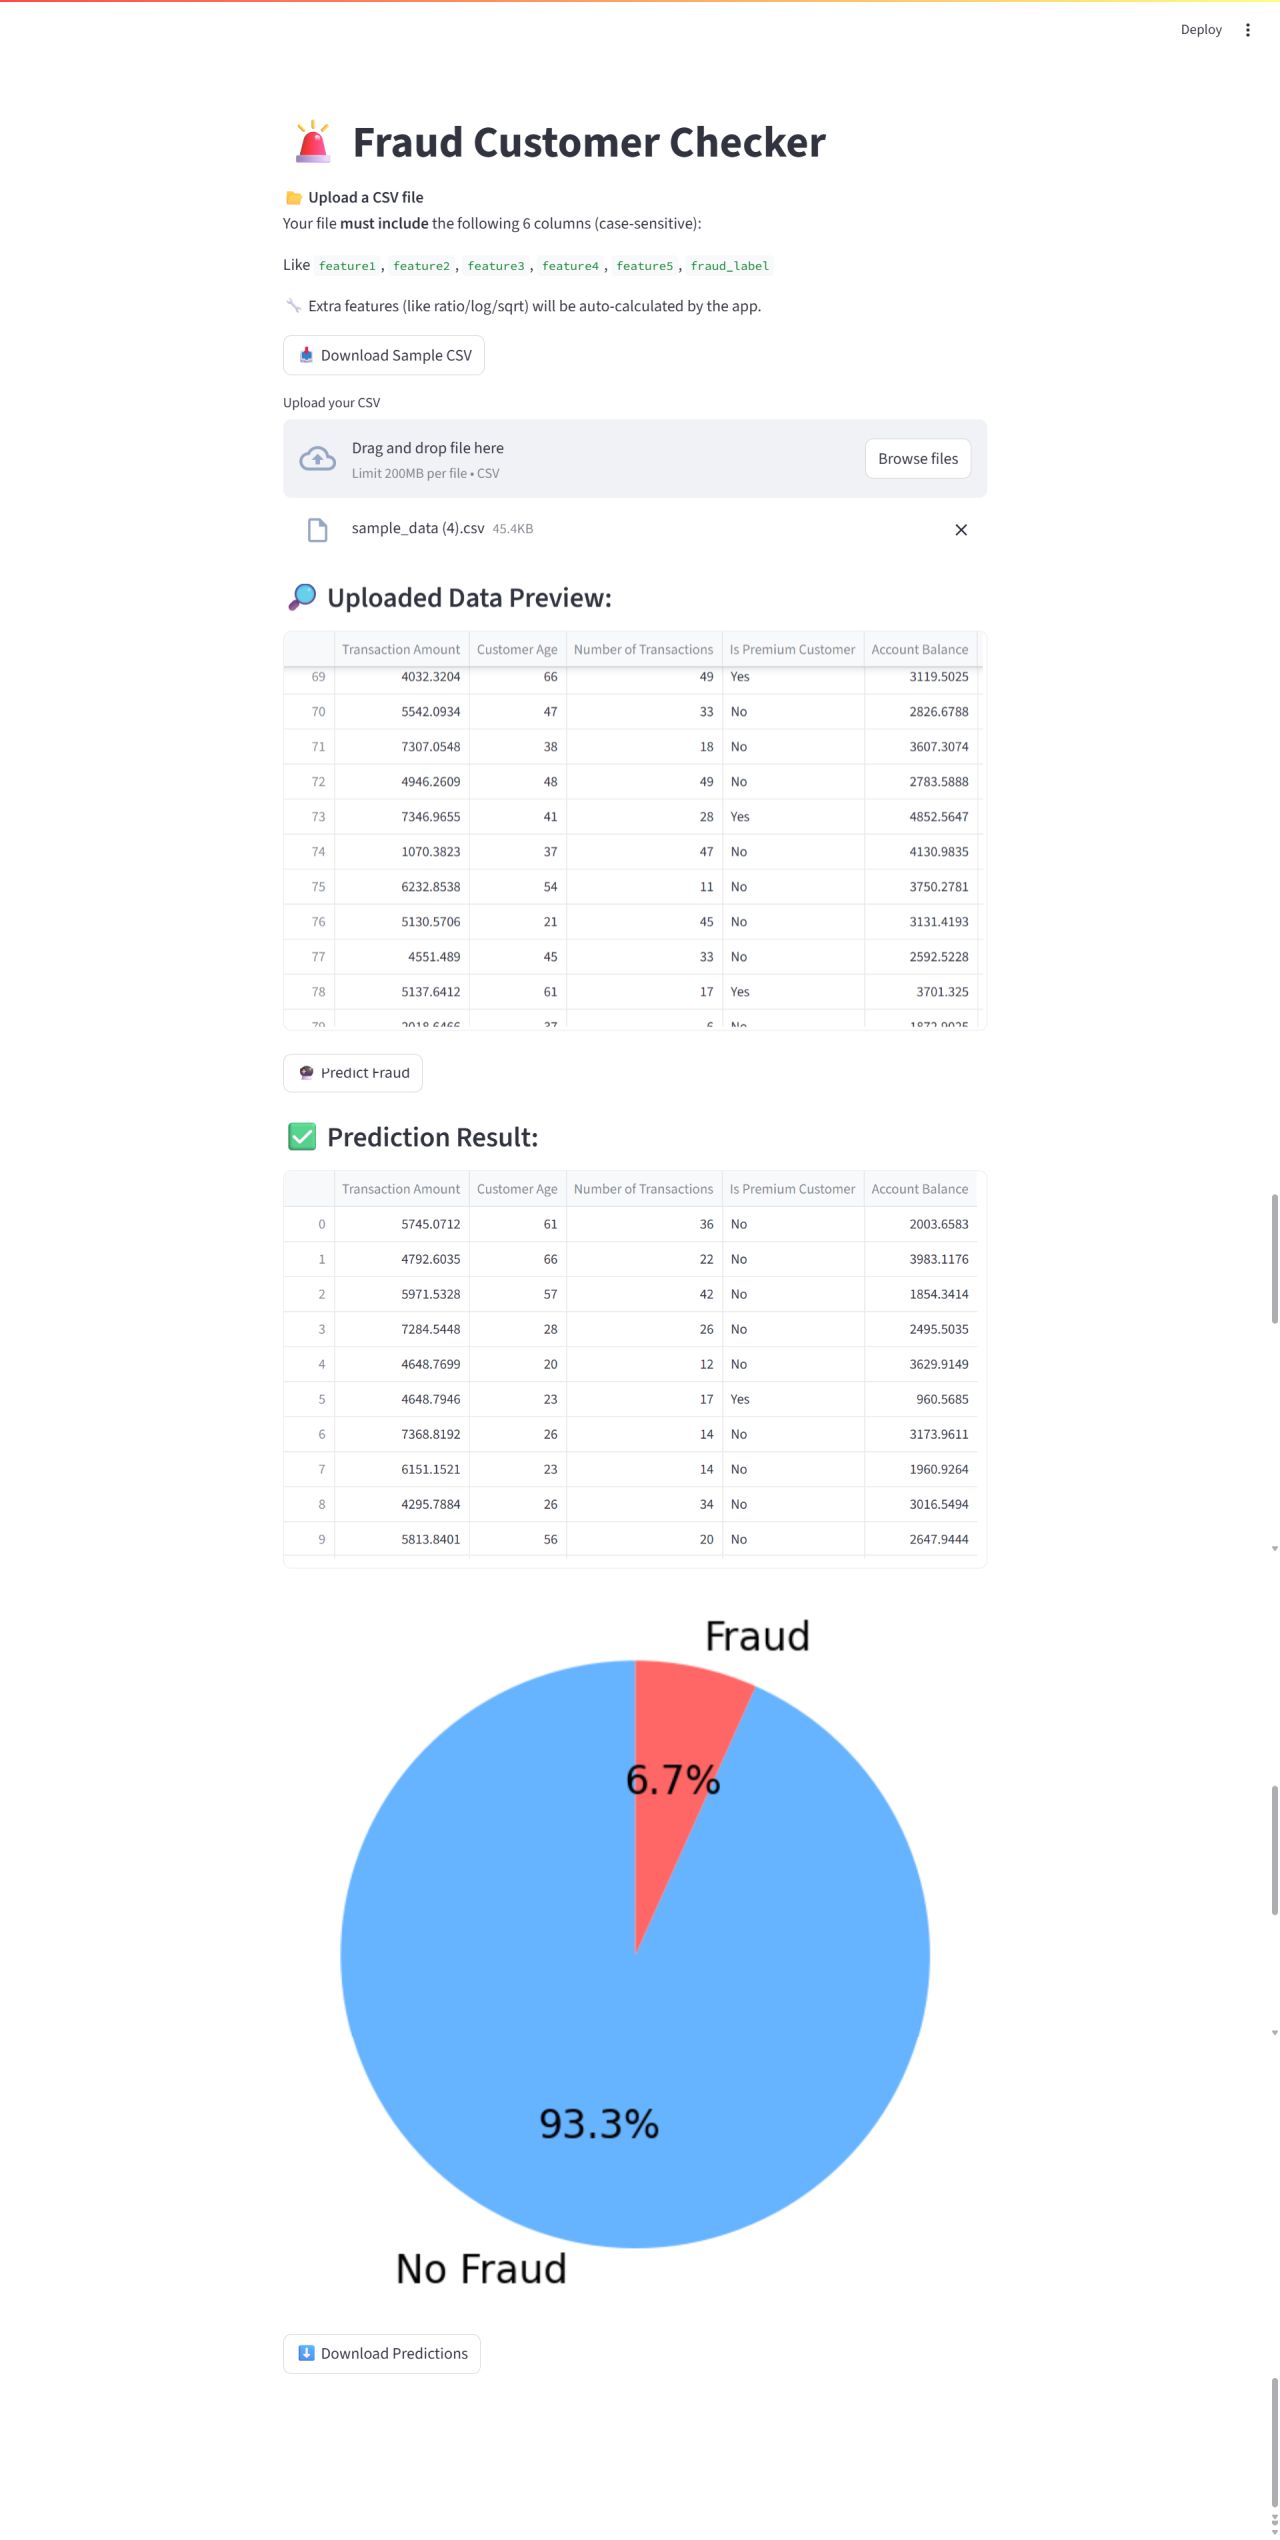 Deploy
Fraud Customer Checker
Upload a CSV file
Your file must include the following 6 columns (case-sensitive):
Like feature1 , feature2 , feature3 , feature4 , feature5 , fraud_label
Extra features (like ratio/log/sqrt) will be auto-calculated by the app.
Download Sample CSV
Upload your CSV
Drag and drop file here
Limit 200MB per file • CSV
Browse files
sample_data (4).csv 45.4KB
Uploaded Data Preview:
Transaction Amount Customer Age Number of Transactions Is Premium Customer Account Balance
69 4032.3204 66 49 Yes 3119.5025
70 5542.0934 47 33 No 2826.6788
71 7307.0548 38 18 No 3607.3074
72 4946.2609 48 49 No 2783.5888
73 7346.9655 41 28 Yes 4852.5647
74 1070.3823 37 47 No 4130.9835
75 6232.8538 54 11 No 3750.2781
76 5130.5706 21 45 No 3131.4193
77 4551.489 45 33 No 2592.5228
78 5137.6412 61 17 Yes 3701.325
79 2018.6466 37 6 No 1872.9025
Predict Fraud
Prediction Result:
Transaction Amount Customer Age Number of Transactions Is Premium Customer Account Balance
0 5745.0712 61 36 No 2003.6583
1 4792.6035 66 22 No 3983.1176
2 5971.5328 57 42 No 1854.3414
3 7284.5448 28 26 No 2495.5035
4 4648.7699 20 12 No 3629.9149
5 4648.7946 23 17 Yes 960.5685
6 7368.8192 26 14 No 3173.9611
7 6151.1521 23 14 No 1960.9264
8 4295.7884 26 34 No 3016.5494
9 5813.8401 56 20 No 2647.9444
Fraud
6.7%
93.3%
No Fraud
Download Predictions